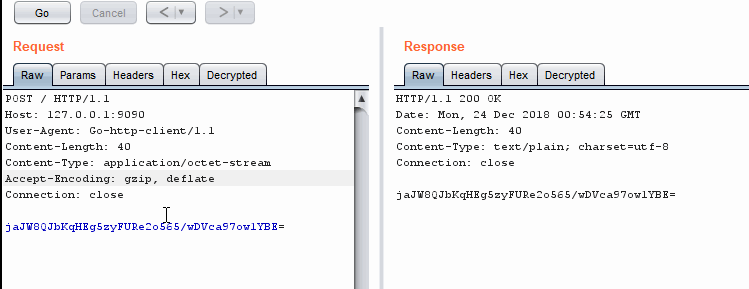 Go Cancel < >
Request
Raw Params Headers Hex Decrypted
POST / HTTP/1.1
Host: 127.0.0.1:9090
User-Agent: Go-http-client/1.1
Content-Length: 40
Content-Type: application/octet-stream
Accept-Encoding: gzip, deflate
Connection: close
jaJW8QJbKqHEg5zyFURe2o565/wDVca97ow1YBE=
Response
Raw Headers Hex Decrypted
HTTP/1.1 200 OK
Date: Mon, 24 Dec 2018 00:54:25 GMT
Content-Length: 40
Content-Type: text/plain; charset=utf-8
Connection: close
jaJW8QJbKqHEg5zyFURe2o565/wDVca97ow1YBE=